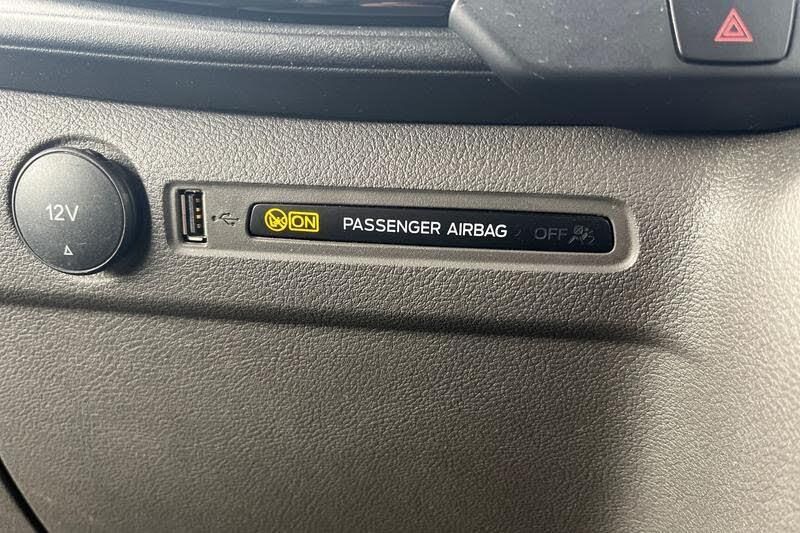 12V
ON PASSENGER AIRBAG OFF